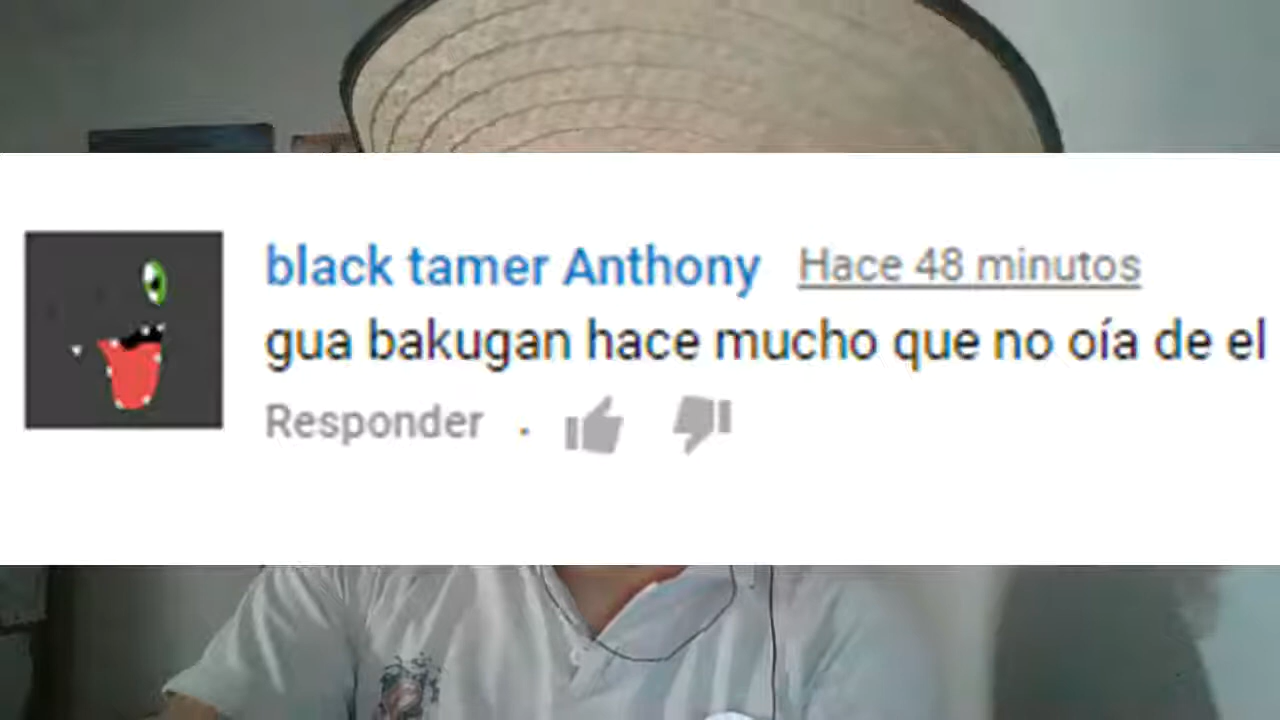 black tamer Anthony Hace 48 minutos
gua bakugan hace mucho que no oía de el
Responder